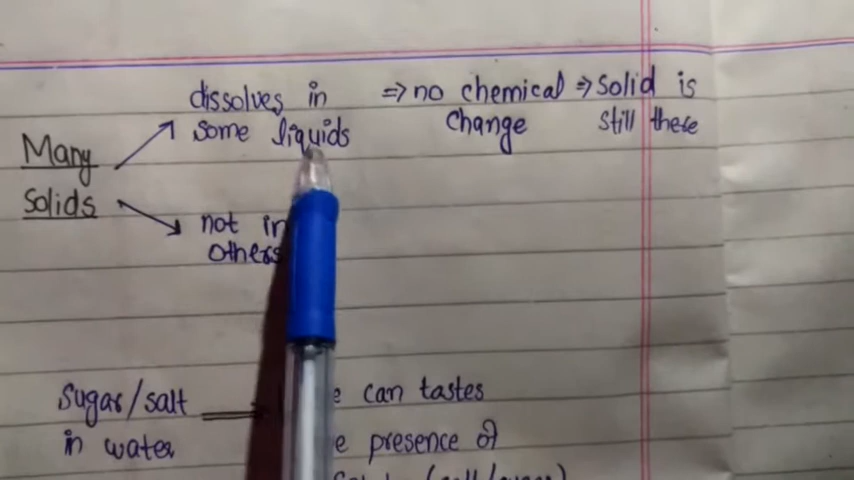 dissolves in ⇒ no chemical ⇒ solid is
some liquids change still there
Many
Solids
not in
others
Sugar/salt can tastes
in water presence of